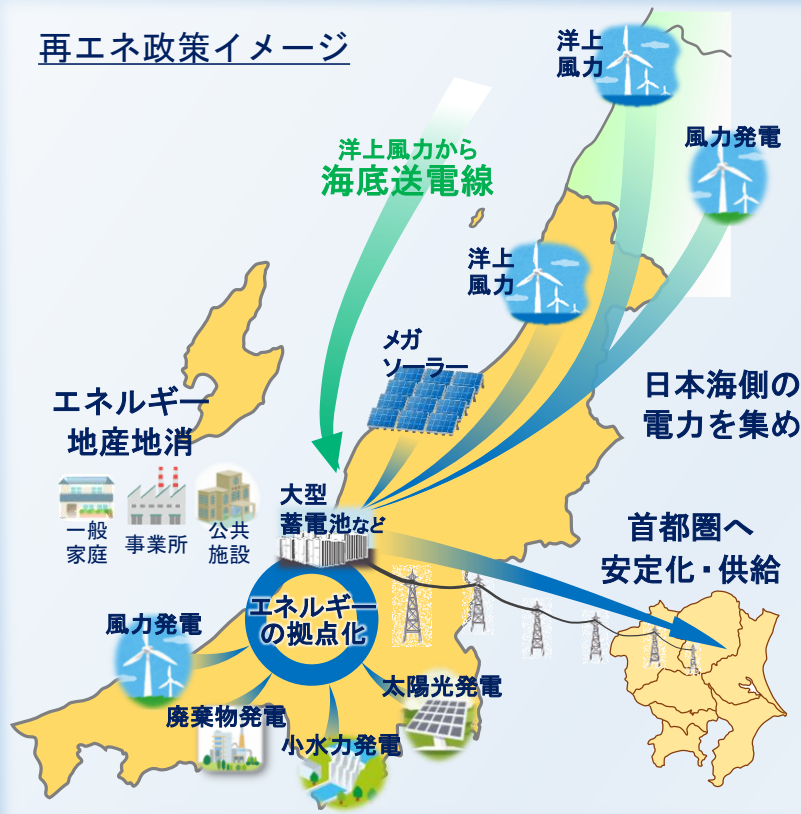 再エネ政策イメージ
洋上
風力
風力発電
洋上風力から
海底送電線
洋上
風力
メガ
ソーラー
日本海側の
電力を集め
エネルギー
地産地消
一般
家庭
事業所
公共
施設
大型
蓄電池など
首都圏へ
安定化・供給
エネルギー
の拠点化
風力発電
廃棄物発電
小水力発電
太陽光発電